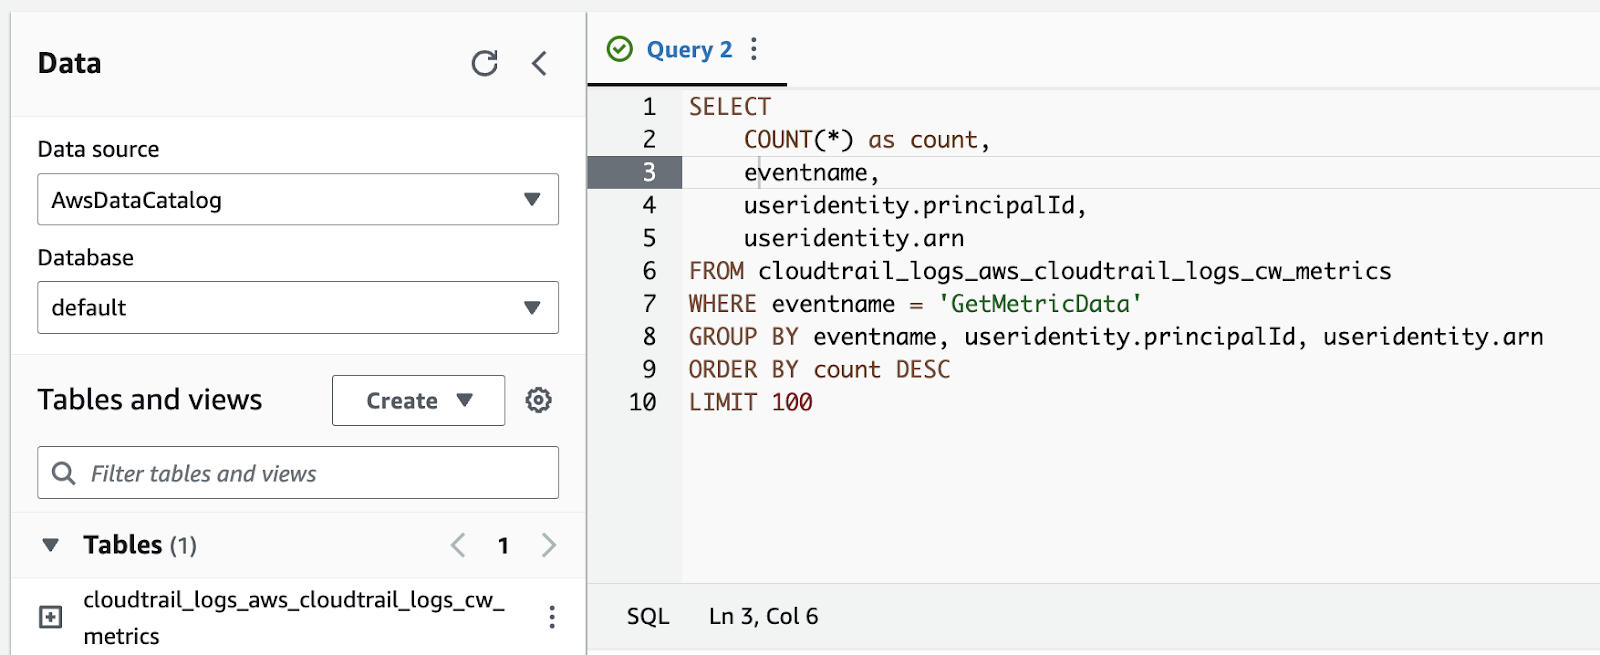 Data
Data source
AwsDataCatalog
Database
default
Tables and views
Create
Filter tables and views
Tables (1)
1
cloudtrail_logs_aws_cloudtrail_logs_cw_
metrics
Query 2
1 SELECT
2 COUNT(*) as count,
3 eventname,
4 useridentity.principalId,
5 useridentity.arn
6 FROM cloudtrail_logs_aws_cloudtrail_logs_cw_metrics
7 WHERE eventname = 'GetMetricData'
8 GROUP BY eventname, useridentity.principalId, useridentity.arn
9 ORDER BY count DESC
10 LIMIT 100
SQL Ln 3, Col 6